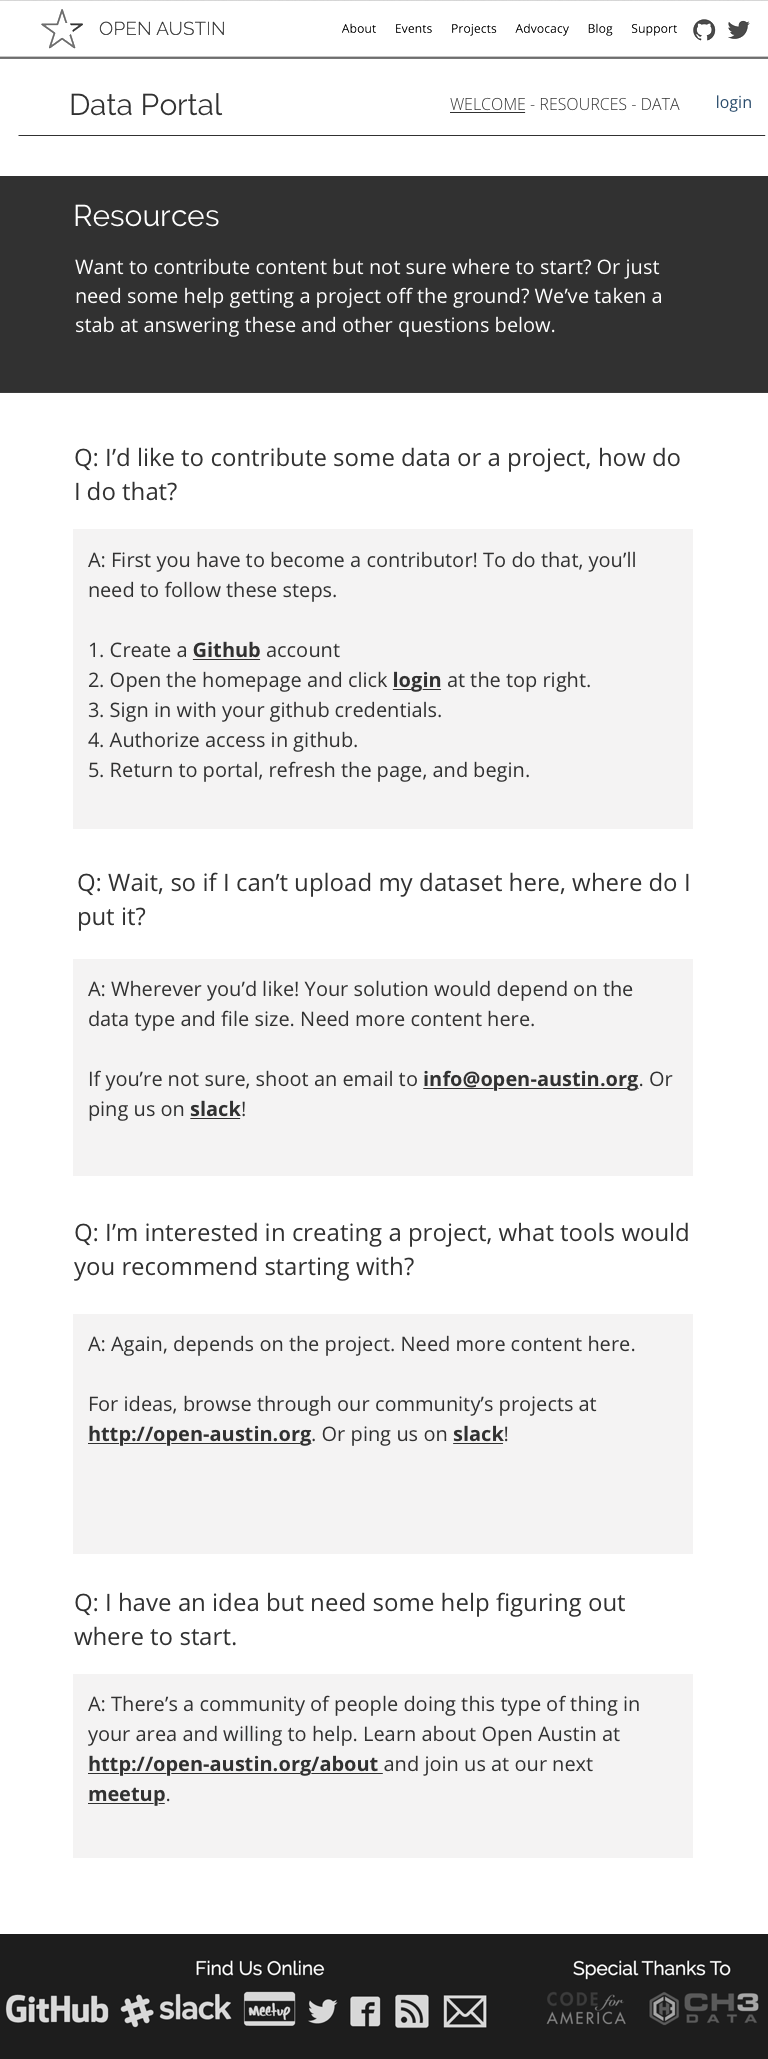 OPEN AUSTIN
About Events Projects Advocacy Blog Support
Data Portal
WELCOME - RESOURCES - DATA
login
Resources
Want to contribute content but not sure where to start? Or just
need some help getting a project off the ground? We’ve taken a
stab at answering these and other questions below.
Q: I’d like to contribute some data or a project, how do
I do that?
A: First you have to become a contributor! To do that, you’ll
need to follow these steps.
1. Create a Github account
2. Open the homepage and click login at the top right.
3. Sign in with your github credentials.
4. Authorize access in github.
5. Return to portal, refresh the page, and begin.
Q: Wait, so if I can’t upload my dataset here, where do I
put it?
A: Wherever you’d like! Your solution would depend on the
data type and file size. Need more content here.
If you’re not sure, shoot an email to info@open-austin.org. Or
ping us on slack!
Q: I’m interested in creating a project, what tools would
you recommend starting with?
A: Again, depends on the project. Need more content here.
For ideas, browse through our community’s projects at
http://open-austin.org. Or ping us on slack!
Q: I have an idea but need some help figuring out
where to start.
A: There’s a community of people doing this type of thing in
your area and willing to help. Learn about Open Austin at
http://open-austin.org/about and join us at our next
meetup.
Find Us Online
GitHub slack Meetup
Special Thanks To
CODE for
AMERICA
CH3
DATA